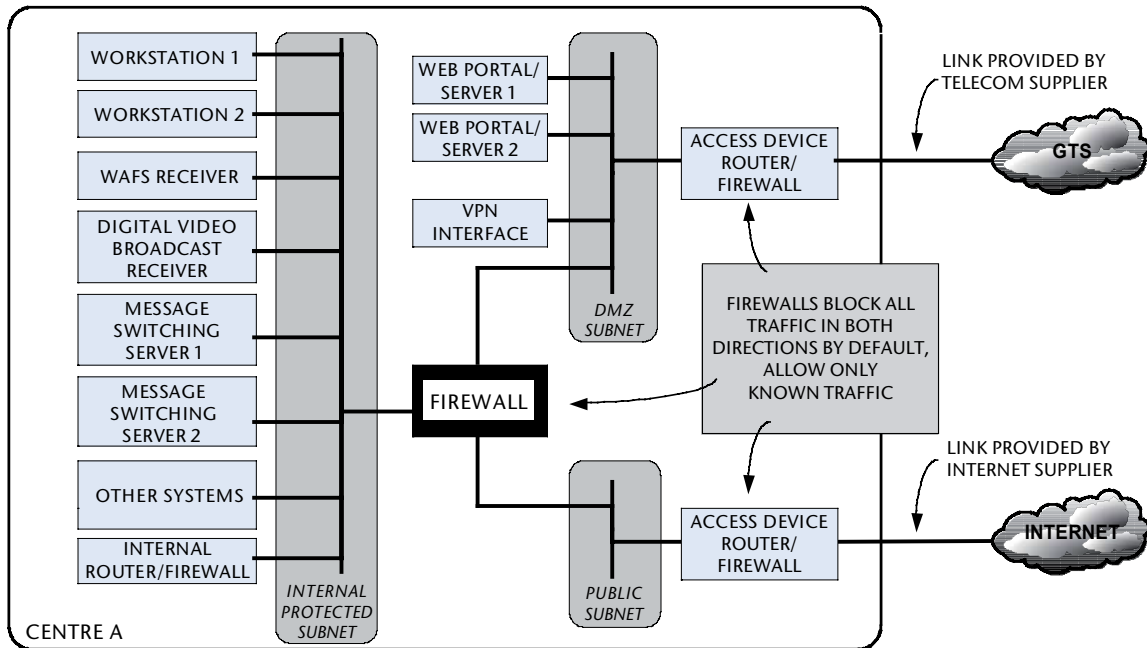 WORKSTATION 1
WORKSTATION 2
WAFS RECEIVER
DIGITAL VIDEO
BROADCAST
RECEIVER
MESSAGE
SWITCHING
SERVER 1
MESSAGE
SWITCHING
SERVER 2
OTHER SYSTEMS
INTERNAL
ROUTER/FIREWALL
INTERNAL
PROTECTED
SUBNET
CENTRE A
WEB PORTAL/
SERVER 1
WEB PORTAL/
SERVER 2
VPN
INTERFACE
FIREWALL
DMZ
SUBNET
PUBLIC
SUBNET
ACCESS DEVICE
ROUTER/
FIREWALL
FIREWALLS BLOCK ALL
TRAFFIC IN BOTH
DIRECTIONS BY DEFAULT,
ALLOW ONLY
KNOWN TRAFFIC
ACCESS DEVICE
ROUTER/
FIREWALL
LINK PROVIDED BY
TELECOM SUPPLIER
GTS
LINK PROVIDED BY
INTERNET SUPPLIER
INTERNET